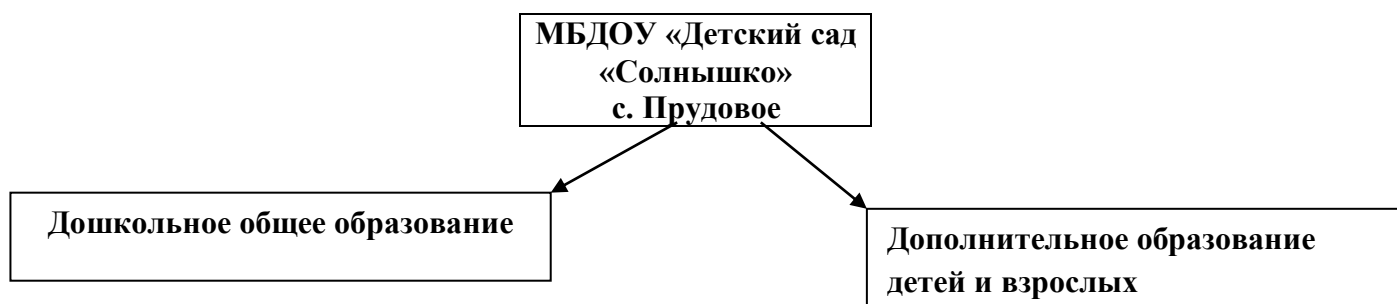 МБДОУ «Детский сад
«Солнышко»
с. Прудовое
Дошкольное общее образование
Дополнительное образование
детей и взрослых